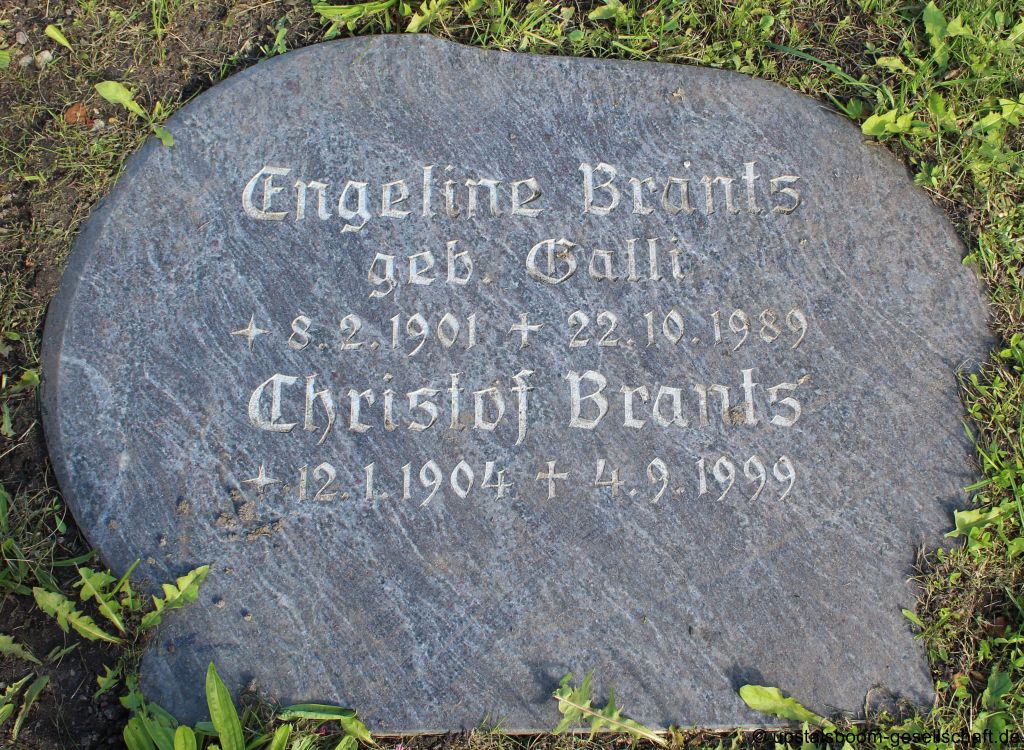 Engeline Brants
geb. Galli
8.2.1901 ✝ 22.10.1989
Christof Brants
12.1.1904 ✝ 4.9.1999
© upstalsboom-gesellschaft.de